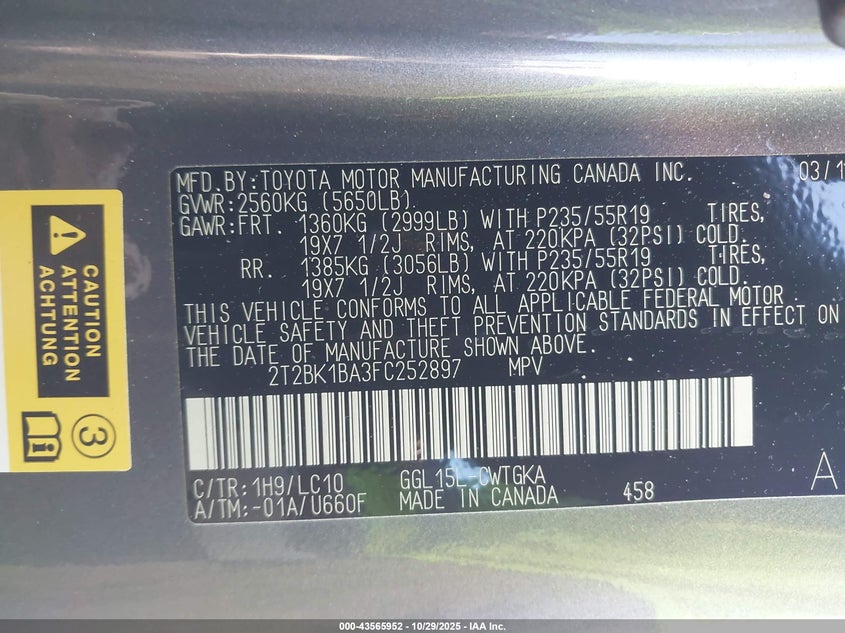 MFD.BY:TOYOTA MOTOR MANUFACTURING CANADA INC. 03/1
GVWR:2560KG (5650LB)
GAWR:FRT. 1360KG (2999LB) WITH P235/55R19 TIRES,
19X7 1/2J RIMS, AT 220KPA (32PSI) COLD.
RR. 1385KG (3056LB) WITH P235/55R19 TIRES,
19X7 1/2J RIMS, AT 220KPA (32PSI) COLD.
THIS VEHICLE CONFORMS TO ALL APPLICABLE FEDERAL MOTOR
VEHICLE SAFETY AND THEFT PREVENTION STANDARDS IN EFFECT ON
THE DATE OF MANUFACTURE SHOWN ABOVE.
2T2BK1BA3FC252897 MPV
C/TR:1H9/LC10 GGL15L-CWTGKA A
A/TM:-01A/U660F MADE IN CANADA 458
CAUTION
ATTENTION
ACHTUNG
3
000-43565952 - 10/29/2025 - IAA Inc.